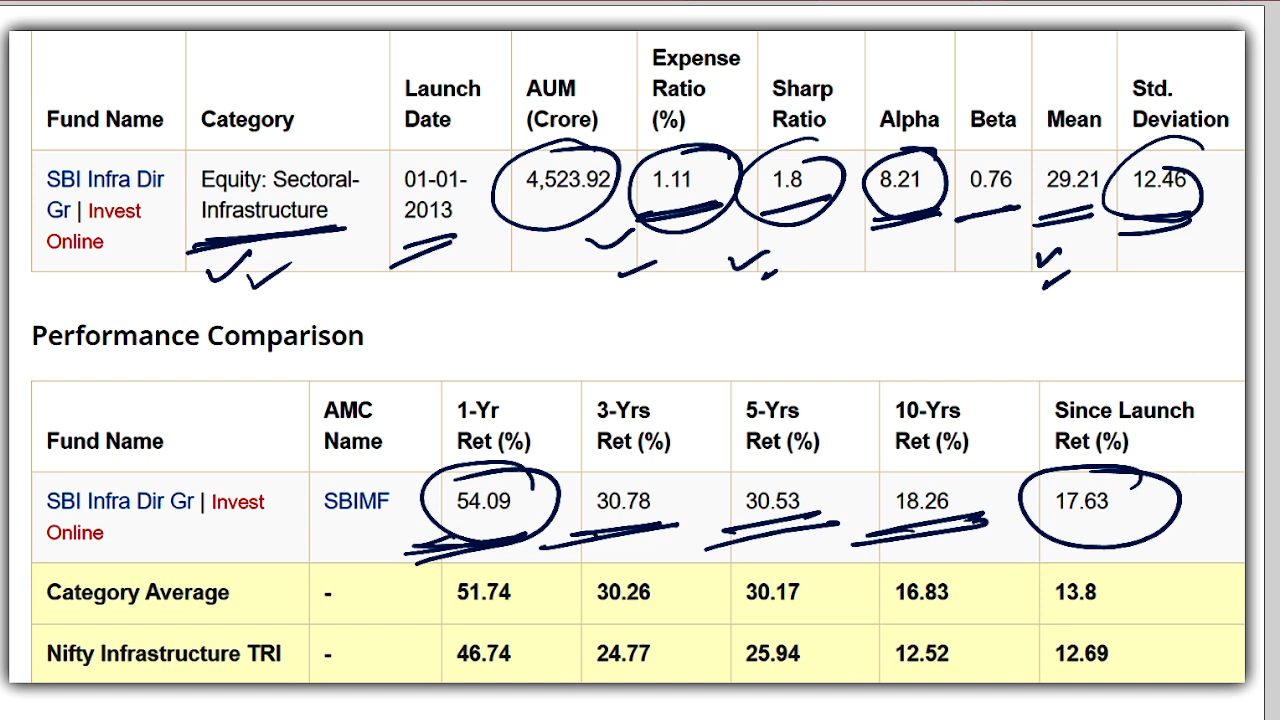 Fund Name Category Launch Date AUM (Crore) Expense Ratio (%) Sharp Ratio Alpha Beta Mean Std. Deviation
SBI Infra Dir Gr | Invest Online Equity: Sectoral-Infrastructure 01-01-2013 4,523.92 1.11 1.8 8.21 0.76 29.21 12.46
Performance Comparison
Fund Name AMC Name 1-Yr Ret (%) 3-Yrs Ret (%) 5-Yrs Ret (%) 10-Yrs Ret (%) Since Launch Ret (%)
SBI Infra Dir Gr | Invest Online SBIMF 54.09 30.78 30.53 18.26 17.63
Category Average - 51.74 30.26 30.17 16.83 13.8
Nifty Infrastructure TRI - 46.74 24.77 25.94 12.52 12.69